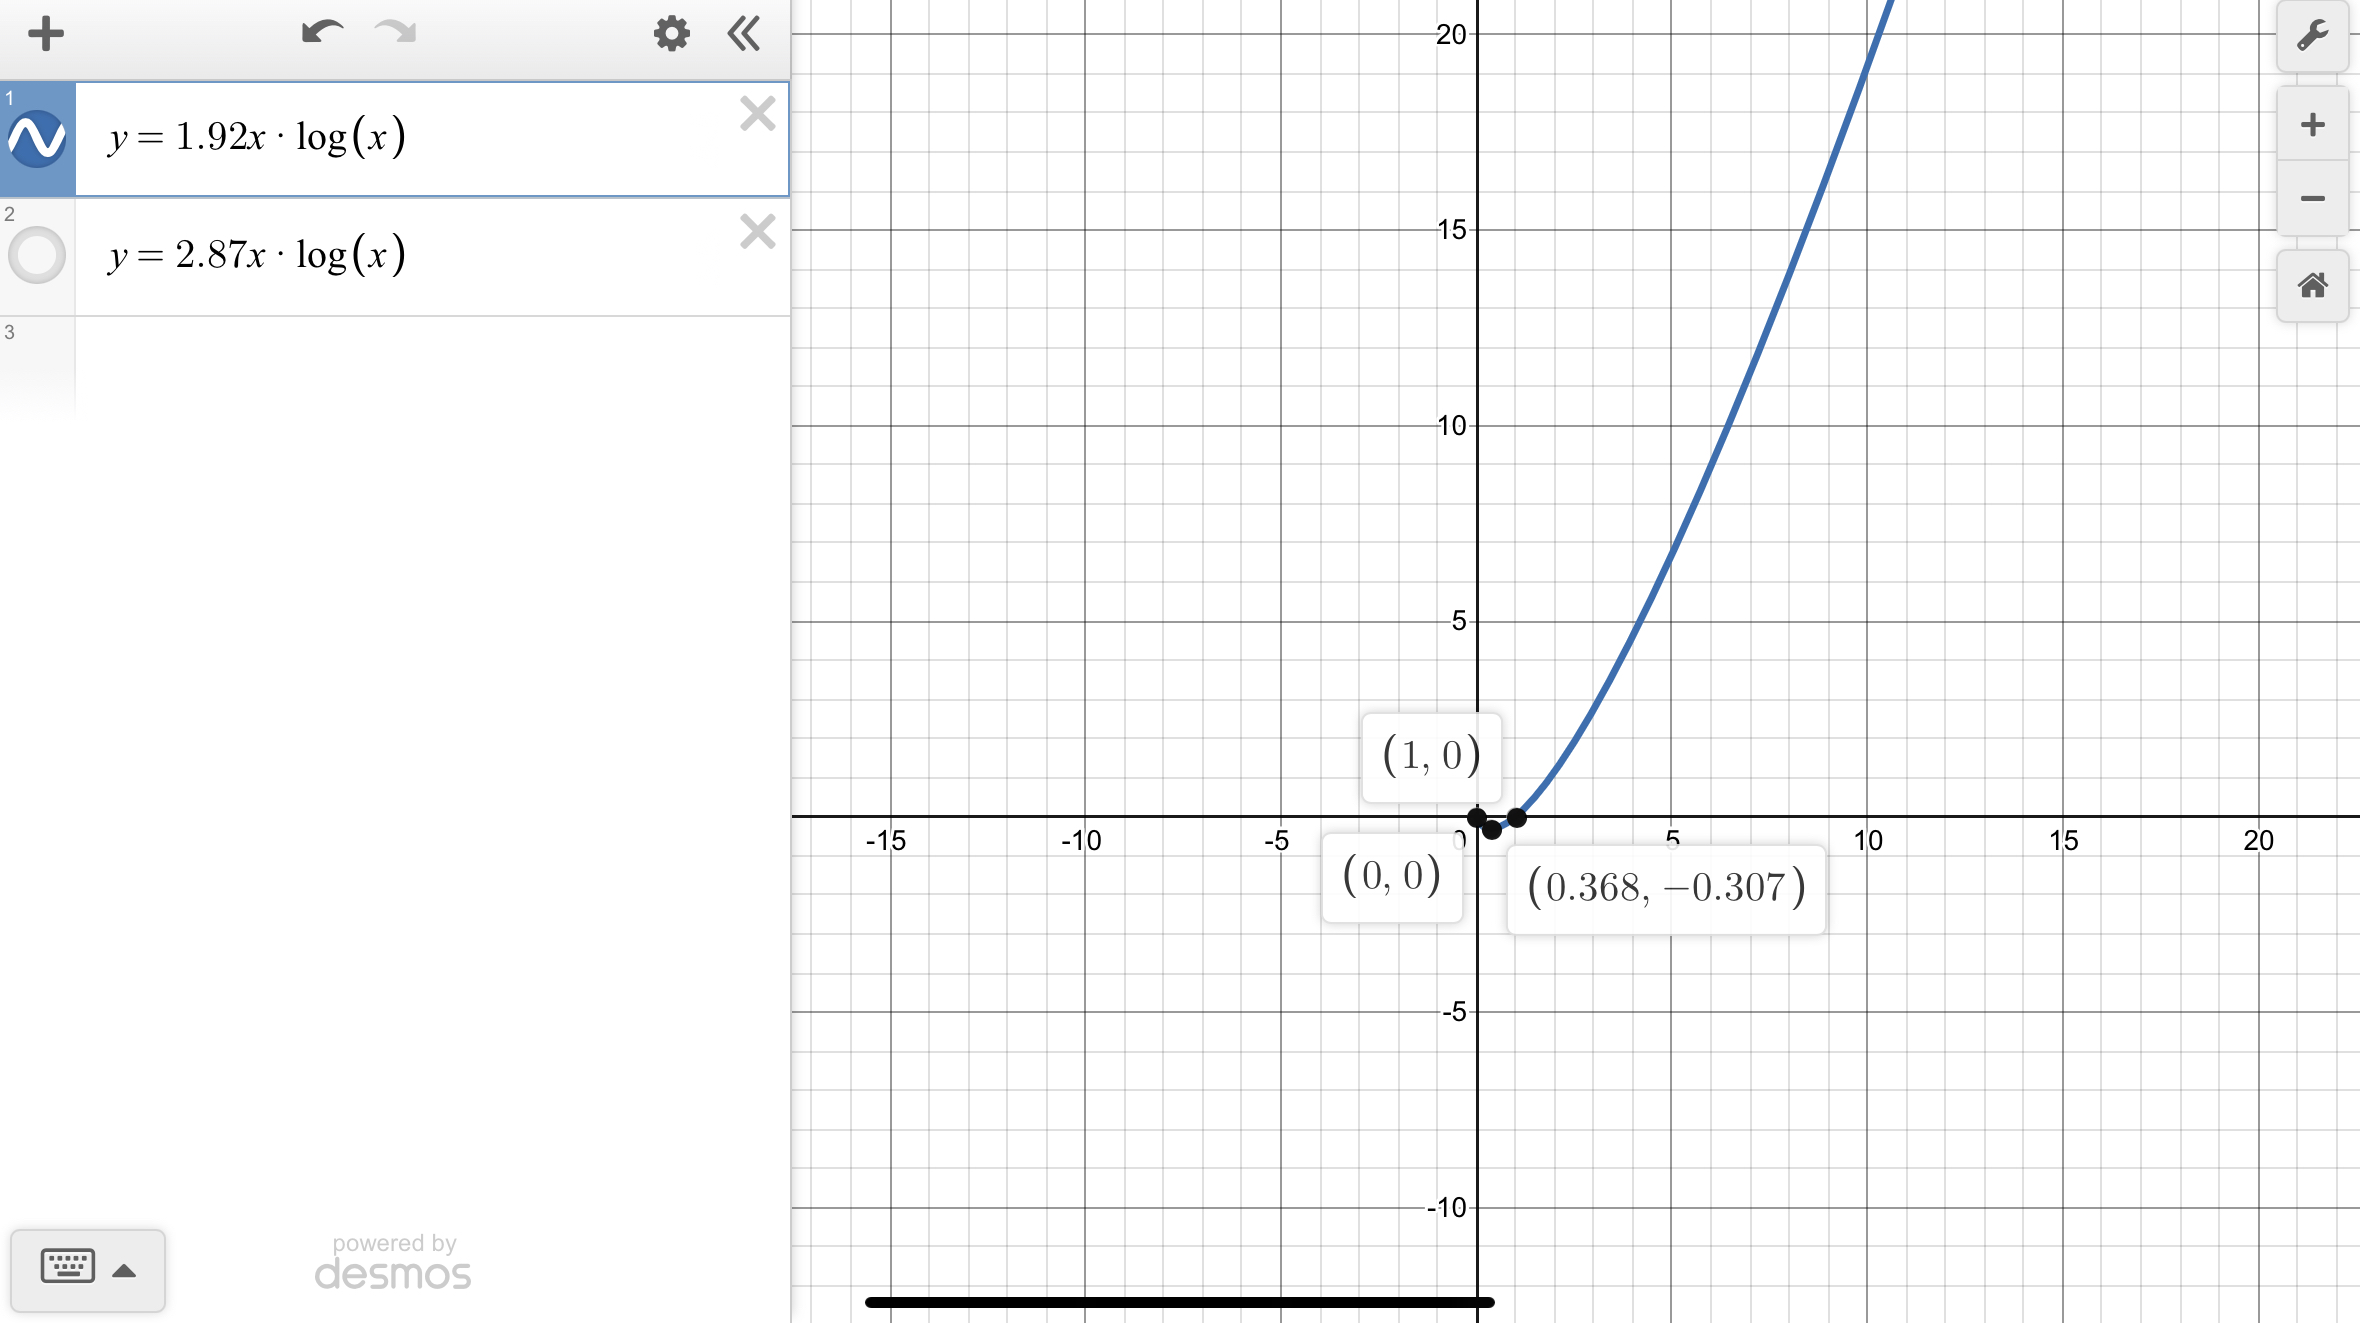 1
y = 1.92x · log(x)
2
y = 2.87x · log(x)
3
powered by
desmos
20
15
10
5
(1, 0)
-15 -10 -5 0 5 10 15 20
(0, 0)
(0.368, −0.307)
-5
-10